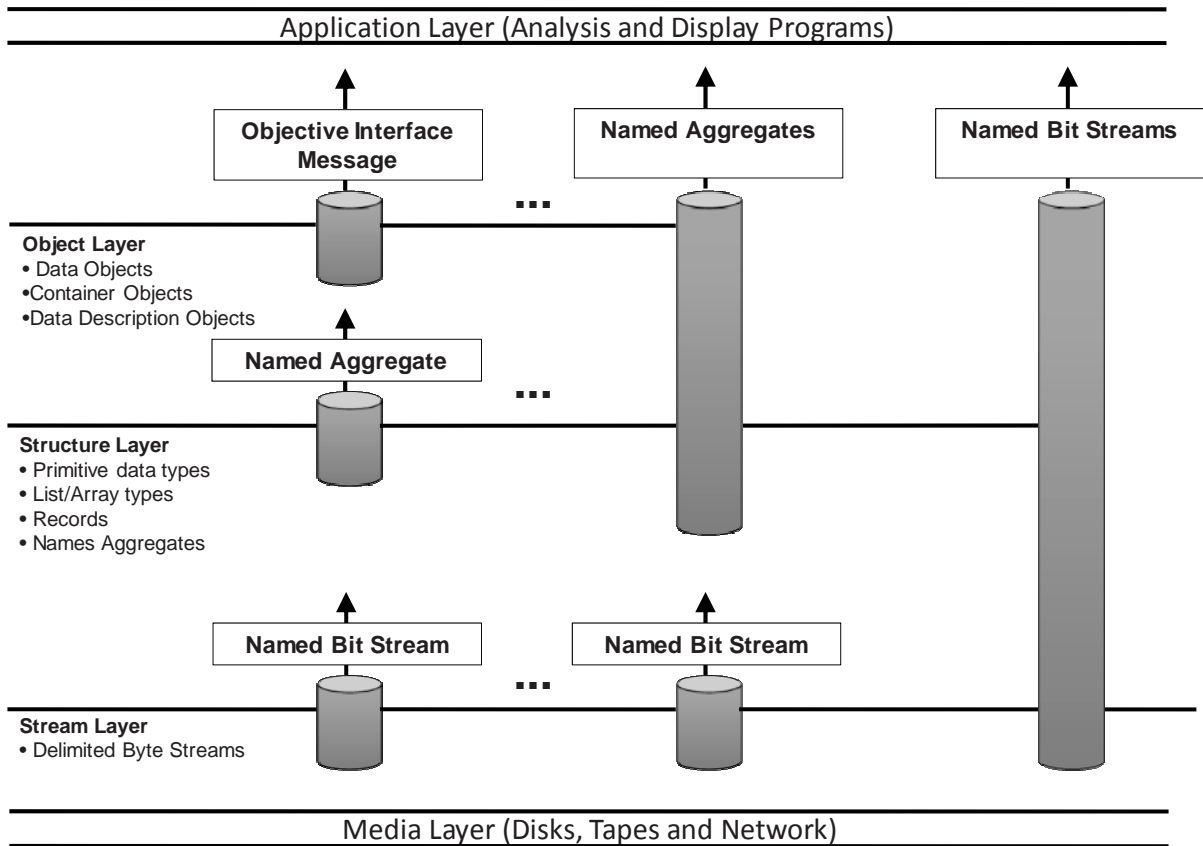 Application Layer (Analysis and Display Programs)
Objective Interface
Message
Named Aggregates
Named Bit Streams
...
Object Layer
• Data Objects
•Container Objects
•Data Description Objects
Named Aggregate
...
Structure Layer
• Primitive data types
• List/Array types
• Records
• Names Aggregates
Named Bit Stream
Named Bit Stream
...
Stream Layer
• Delimited Byte Streams
Media Layer (Disks, Tapes and Network)